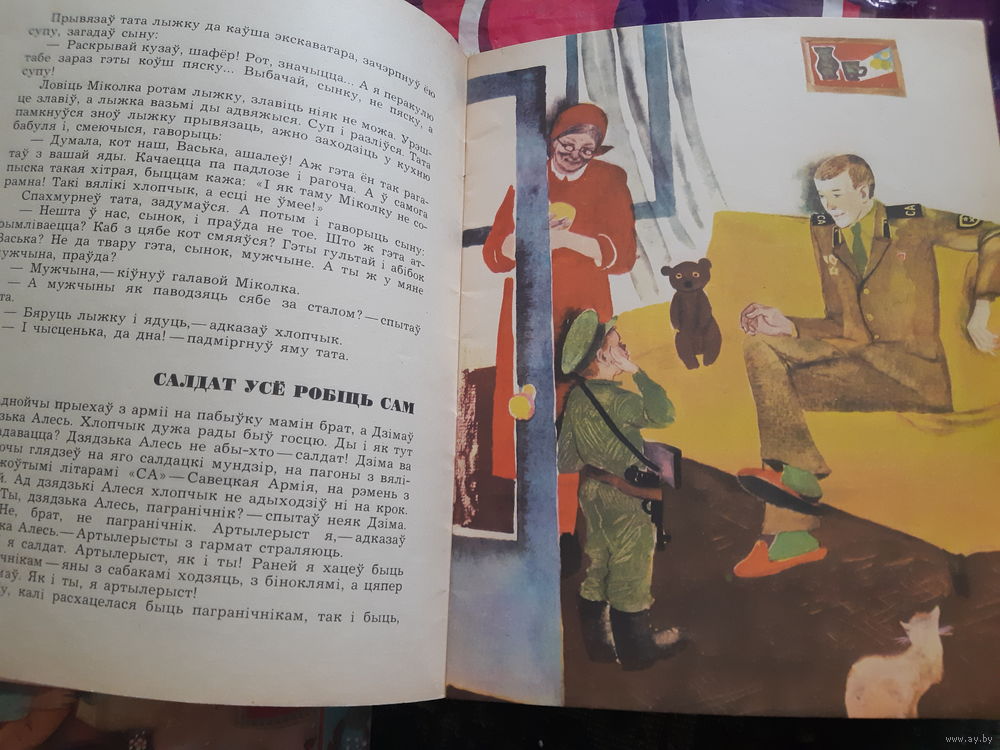 Прывязаў тата лыжку да каўша экскаватара, зачэрпнуў ёю
супу, загадаў сыну:
— Раскрывай кузаў, шафёр! Рот, значыцца... А я перакулю
табе зараз гэты коўш пяску... Выбачай, сынку, не пяску, а
супу!
Ловіць Міколка ротам лыжку, злавіць ніяк не можа. Урэш-
це злавіў, а лыжка вазьмі ды адвяжыся. Суп і разліўся. Тата
памкнуўся зноў лыжку прывязаць, ажно заходзіць у кухню
бабуля і, смеючыся, гаворыць:
— Думала, кот наш, Васька, ашалеў! Аж гэта ён так рага-
таў з вашай яды. Качаецца па падлозе і рагоча. А ў самога
пыска такая хітрая, быццам кажа: «І як таму Міколку не со-
рамна! Такі вялікі хлопчык, а есці не ўмее!»
Спахмурнеў тата, задумаўся. А потым і гаворыць сыну:
— Нешта ў нас, сынок, і праўда не тое. Што ж гэта ат-
рымліваецца? Каб з цябе кот смяяўся? Гэты гультай і абібок
Васька? Не да твару гэта, сынок, мужчыне. А ты ж у мяне
мужчына, праўда?
— Мужчына,— кіўнуў галавой Міколка.
— А мужчыны як паводзяць сябе за сталом? — спытаў
та.
— Бяруць лыжку і ядуць,— адказаў хлопчык.
— І чысценька, да дна! — падміргнуў яму тата.
САЛДАТ УСЁ РОБІЦЬ САМ
днойчы прыехаў з арміі на пабыўку мамін брат, а Дзімаў
дзька Алесь. Хлопчык дужа рады быў госцю. Ды і як тут
адавацца? Дзядзька Алесь не абы-хто — салдат! Дзіма ва
очы глядзеў на яго салдацкі мундзір, на пагоны з вялі-
жоўтымі літарамі «СА» — Савецкая Армія, на рэмень з
й. Ад дзядзькі Алеся хлопчык не адыходзіў ні на крок.
Ты, дзядзька Алесь, пагранічнік? — спытаў неяк Дзіма.
Не, брат, не пагранічнік. Артылерыст я,— адказаў
ка Алесь.— Артылерысты з гармат страляюць.
я салдат. Артылерыст, як і ты! Раней я хацеў быць
ічнікам — яны з сабакамі ходзяць, з біноклямі, а цяпер
маў. Як і ты, я артылерыст!
у, калі расхацелася быць пагранічнікам, так і быць,
СА
www.ay.by